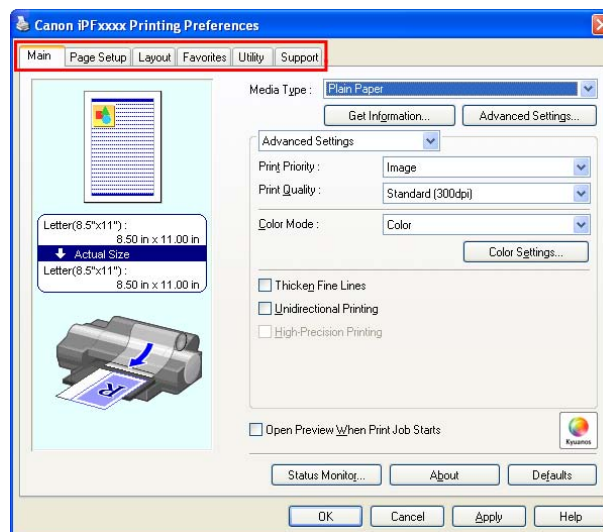 Canon iPFxxxx Printing Preferences
Main Page Setup Layout Favorites Utility Support
Media Type : Plain Paper
Get Information... Advanced Settings...
Advanced Settings
Print Priority : Image
Print Quality : Standard (300dpi)
Color Mode : Color
Color Settings...
Thicken Fine Lines
Unidirectional Printing
High-Precision Printing
Letter(8.5"x11") :
8.50 in x 11.00 in
Actual Size
Letter(8.5"x11") :
8.50 in x 11.00 in
R
Open Preview When Print Job Starts
Kyuanos
Status Monitor... About Defaults
OK Cancel Apply Help